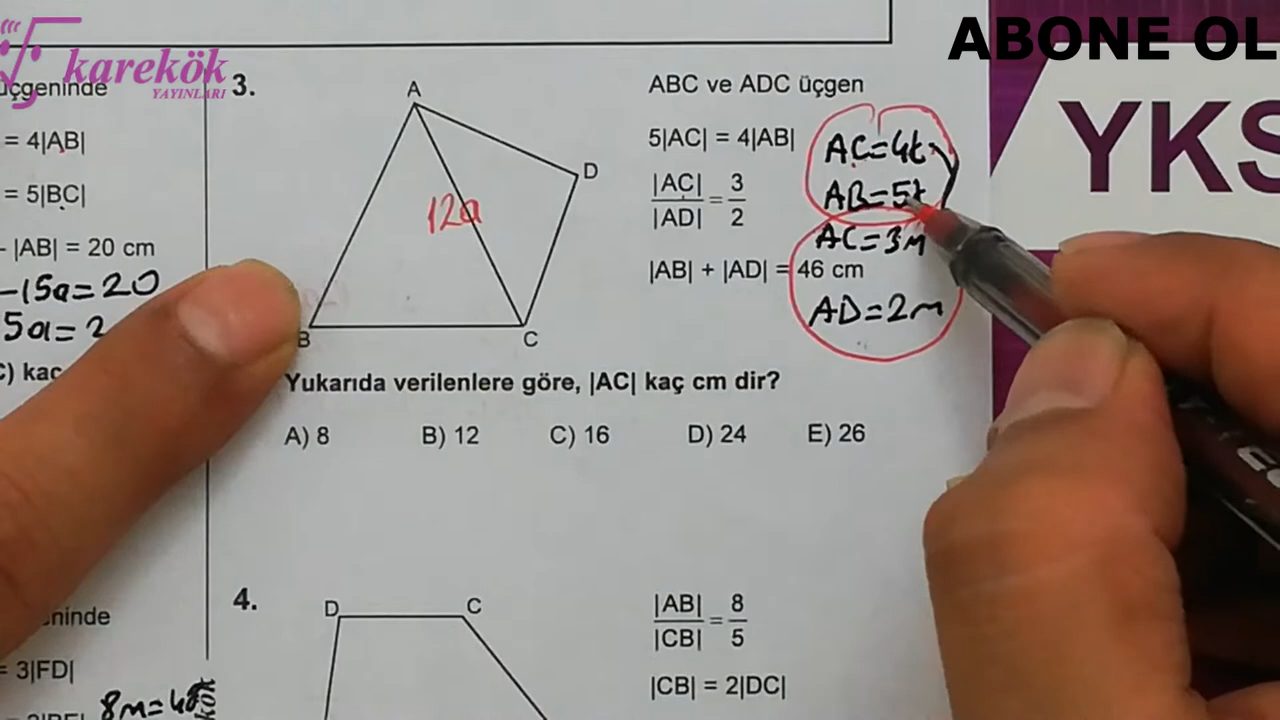 ABONE OL
karekök
YAYINLARI
YKS
üçgeninde
= 4|AB|
= 5|BC|
- |AB| = 20 cm
-15a=20
5a=2
C) kaç
= 3|FD|
8m=48
3.
A
D
12a
B
C
ABC ve ADC üçgen
5|AC| = 4|AB|
|AC| / |AD| = 3 / 2
|AB| + |AD| = 46 cm
AC=4t
AB=5t
AC=3m
AD=2m
Yukarıda verilenlere göre, |AC| kaç cm dir?
A) 8 B) 12 C) 16 D) 24 E) 26
4.
D C
|AB| / |CB| = 8 / 5
|CB| = 2|DC|